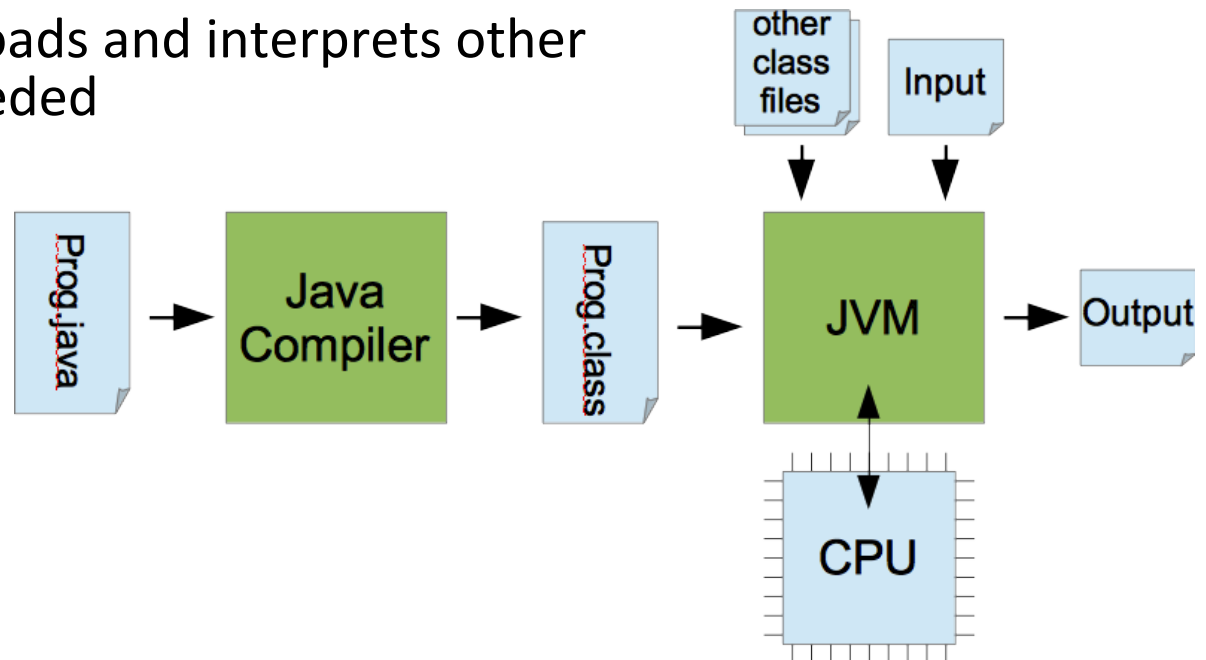 oads and interprets other
eded
other
class
files
Input
Prog.java
Java
Compiler
Prog.class
JVM
Output
CPU